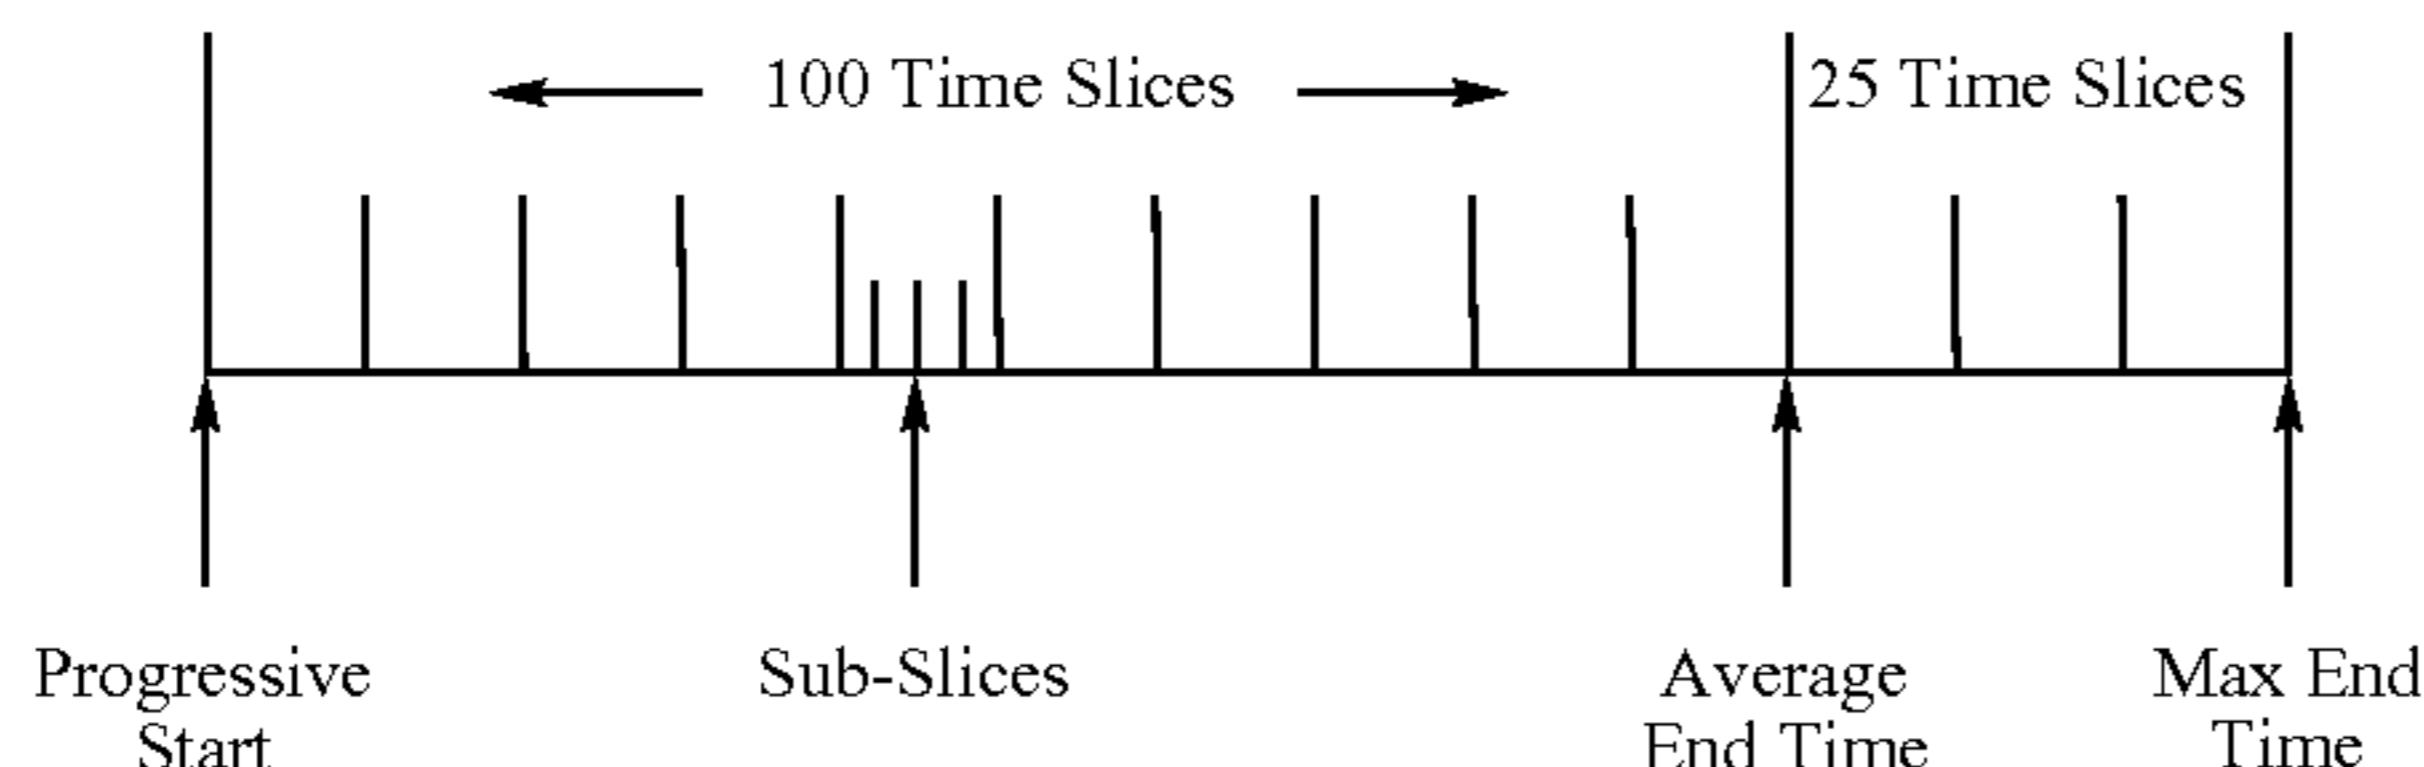 100 Time Slices
25 Time Slices
Progressive
Start
Sub-Slices
Average
End Time
Max End
Time